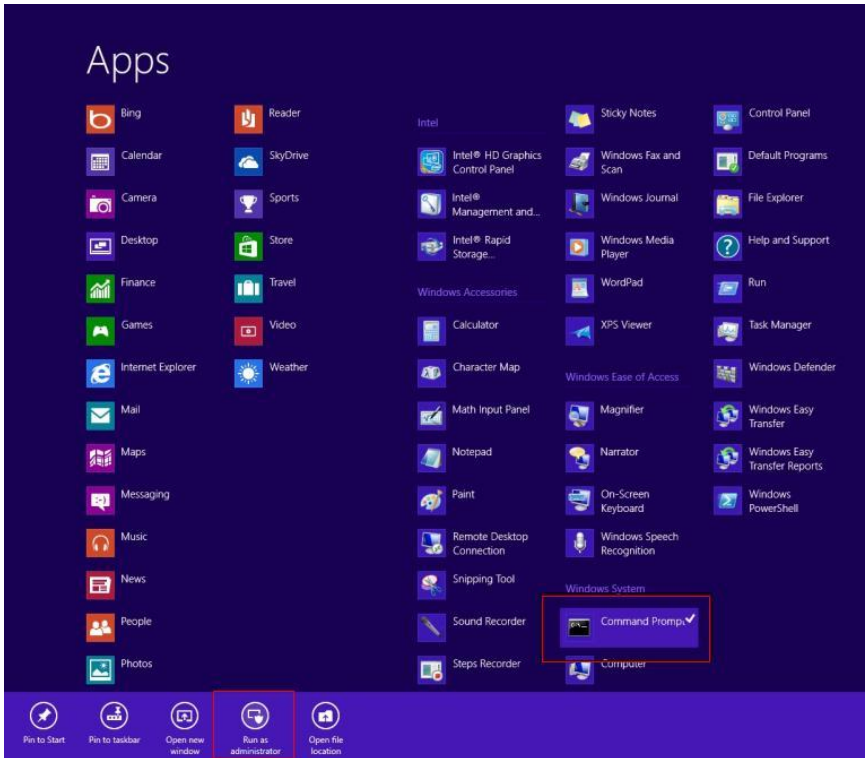 Apps
Bing
Calendar
Camera
Desktop
Finance
Games
Internet Explorer
Mail
Maps
Messaging
Music
News
People
Photos
Reader
SkyDrive
Sports
Store
Travel
Video
Weather
Intel
Intel® HD Graphics
Control Panel
Intel®
Management and...
Intel® Rapid
Storage...
Windows Accessories
Calculator
Character Map
Math Input Panel
Notepad
Paint
Remote Desktop
Connection
Snipping Tool
Sound Recorder
Steps Recorder
Sticky Notes
Windows Fax and
Scan
Windows Journal
Windows Media
Player
WordPad
XPS Viewer
Windows Ease of Access
Magnifier
Narrator
On-Screen
Keyboard
Windows Speech
Recognition
Windows System
Command Prompt
Computer
Control Panel
Default Programs
File Explorer
Help and Support
Run
Task Manager
Windows Defender
Windows Easy
Transfer
Windows Easy
Transfer Reports
Windows
PowerShell
Pin to Start
Pin to taskbar
Open new
window
Run as
administrator
Open file
location